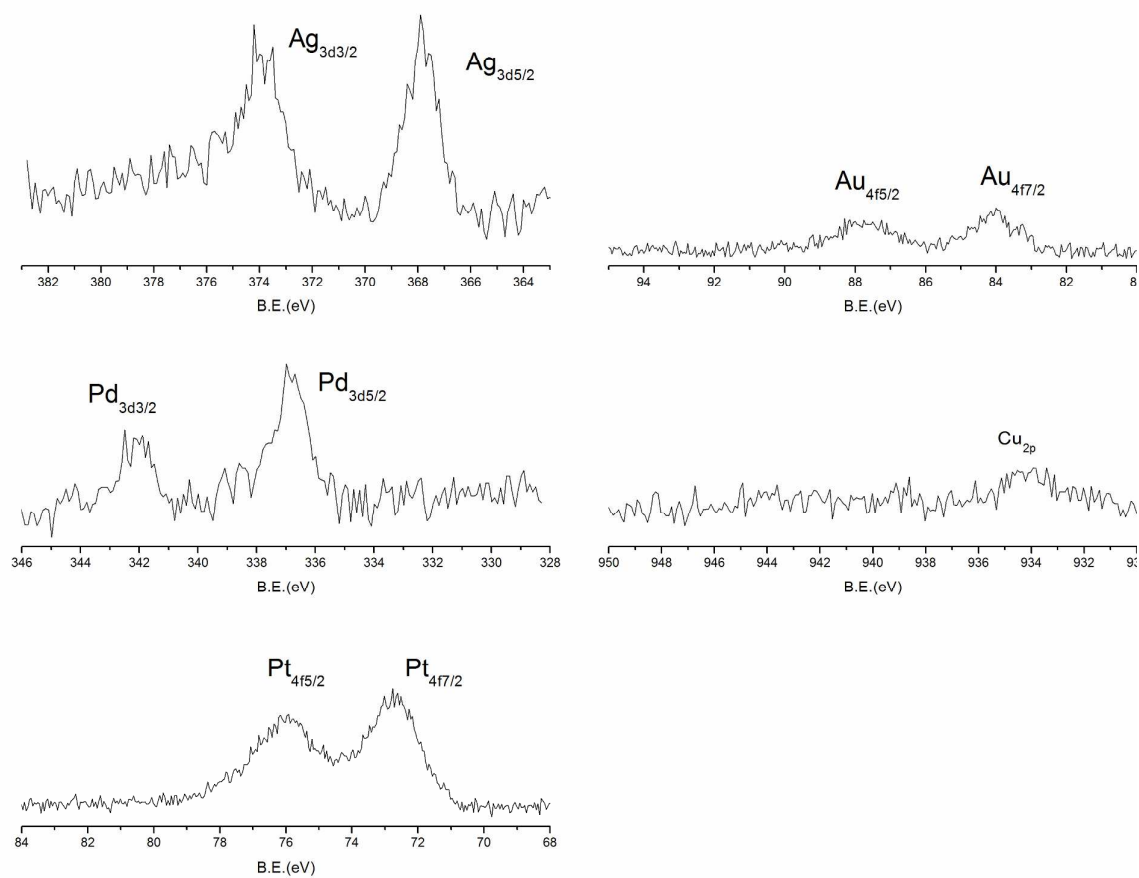 Ag3d3/2
Ag3d5/2
382 380 378 376 374 372 370 368 366 364
B.E.(eV)
Au4f5/2
Au4f7/2
94 92 90 88 86 84 82 8
B.E.(eV)
Pd3d3/2
Pd3d5/2
346 344 342 340 338 336 334 332 330 328
B.E.(eV)
Cu2p
950 948 946 944 942 940 938 936 934 932 93
B.E.(eV)
Pt4f5/2
Pt4f7/2
84 82 80 78 76 74 72 70 68
B.E.(eV)